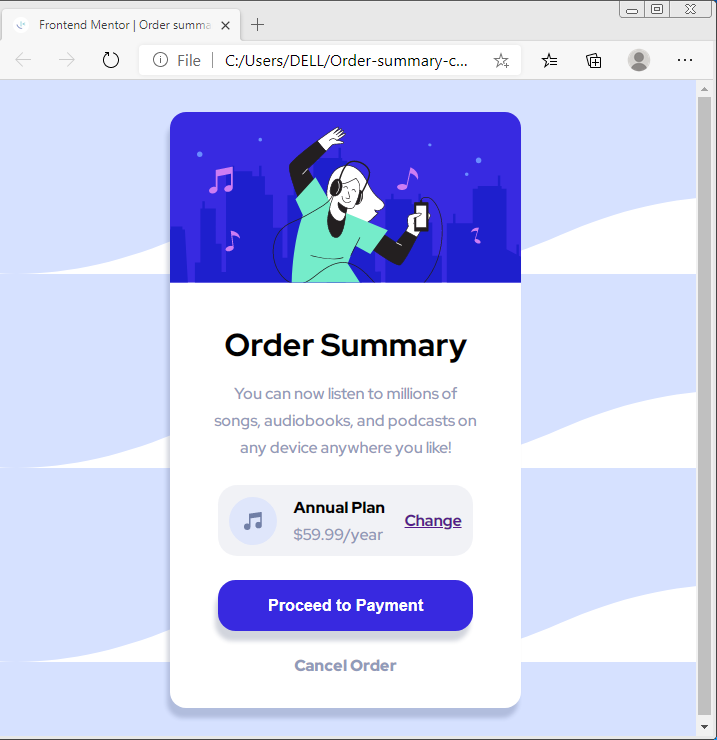 Frontend Mentor | Order summa
File
C:/Users/DELL/Order-summary-c...
Order Summary
You can now listen to millions of
songs, audiobooks, and podcasts on
any device anywhere you like!
Annual Plan
$59.99/year
Change
Proceed to Payment
Cancel Order